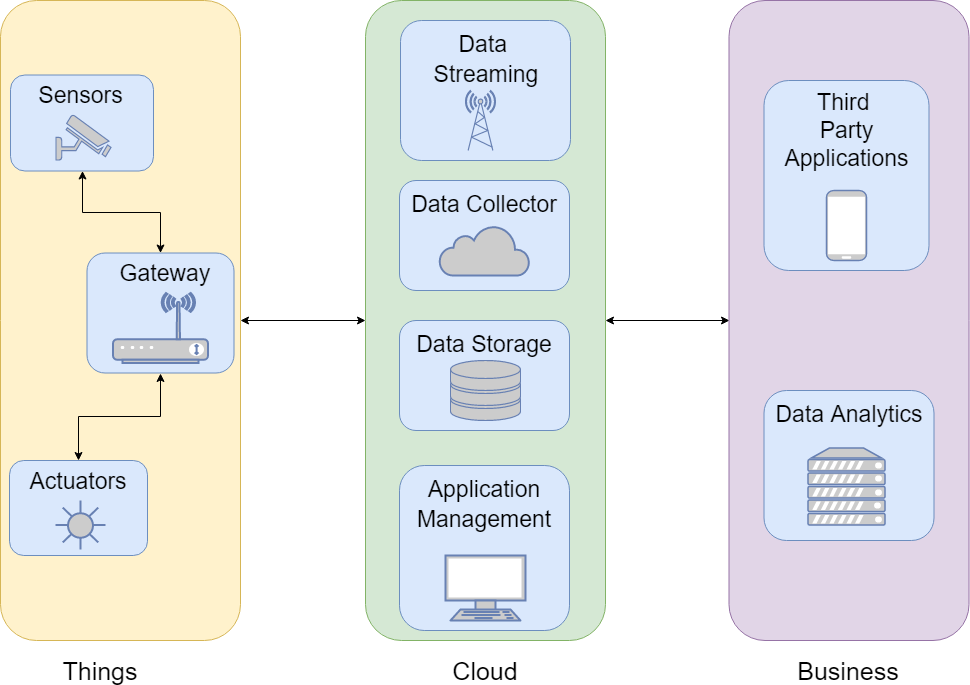 Sensors
Gateway
Actuators
Things
Data
Streaming
Data Collector
Data Storage
Application
Management
Cloud
Third
Party
Applications
Data Analytics
Business